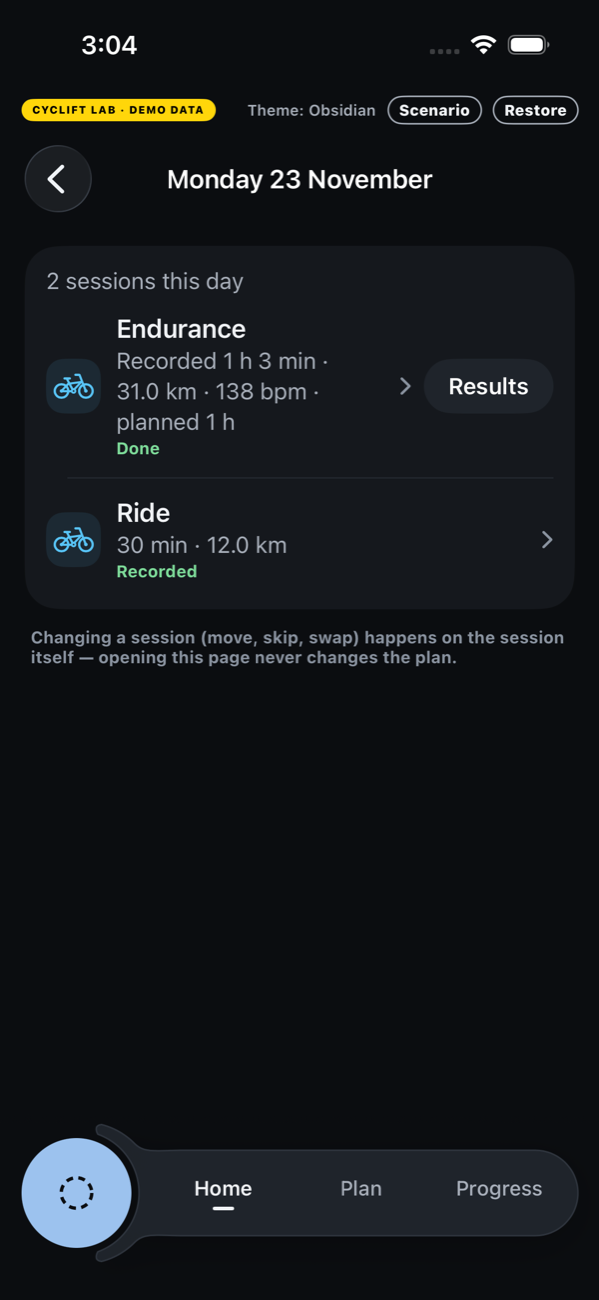 3:04
CYCLIFT LAB · DEMO DATA
Theme: Obsidian
Scenario
Restore
Monday 23 November
2 sessions this day
Endurance
Recorded 1 h 3 min ·
31.0 km · 138 bpm ·
planned 1 h
Done
Results
Ride
30 min · 12.0 km
Recorded
Changing a session (move, skip, swap) happens on the session
itself — opening this page never changes the plan.
Home
Plan
Progress